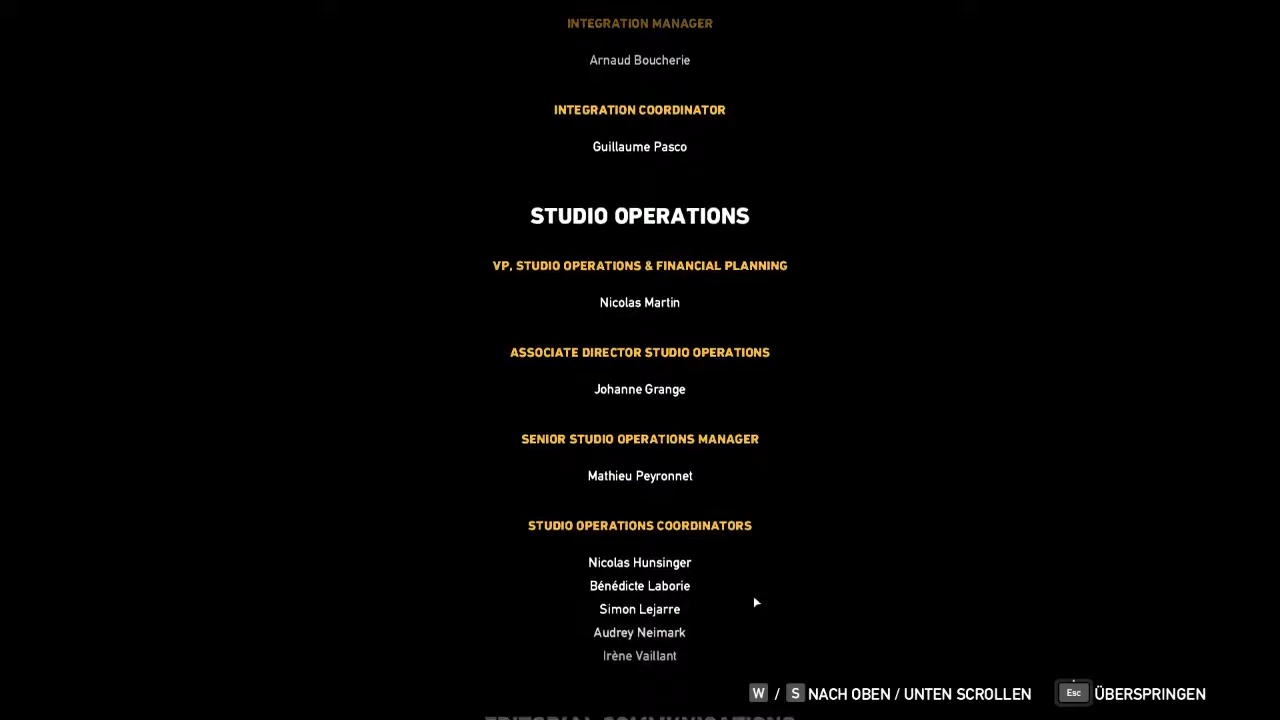 INTEGRATION MANAGER
Arnaud Boucherie
INTEGRATION COORDINATOR
Guillaume Pasco
STUDIO OPERATIONS
VP, STUDIO OPERATIONS & FINANCIAL PLANNING
Nicolas Martin
ASSOCIATE DIRECTOR STUDIO OPERATIONS
Johanne Grange
SENIOR STUDIO OPERATIONS MANAGER
Mathieu Peyronnet
STUDIO OPERATIONS COORDINATORS
Nicolas Hunsinger
Bénédicte Laborie
Simon Lejarre
Audrey Neimark
Irène Vaillant
W / S NACH OBEN / UNTEN SCROLLEN Esc ÜBERSPRINGEN
EDITORIAL COMMUNICATIONS